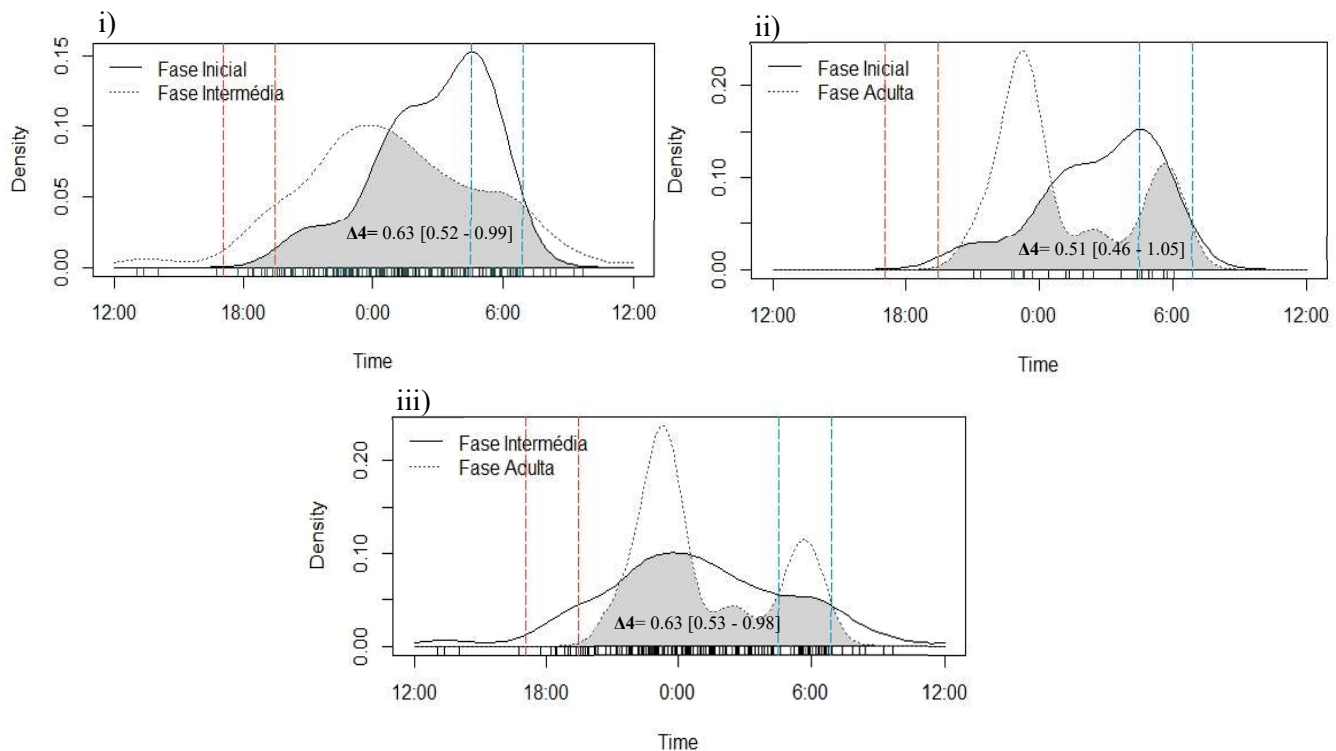 i)
0.15
0.10
0.05
0.00
Density
Fase Inicial
Fase Intermédia
Δ4= 0.63 [0.52 - 0.99]
12:00 18:00 0:00 6:00 12:00
Time
ii)
0.20
0.10
0.00
Density
Fase Inicial
Fase Adulta
Δ4= 0.51 [0.46 - 1.05]
12:00 18:00 0:00 6:00 12:00
Time
iii)
0.20
0.10
0.00
Density
Fase Intermédia
Fase Adulta
Δ4= 0.63 [0.53 - 0.98]
12:00 18:00 0:00 6:00 12:00
Time